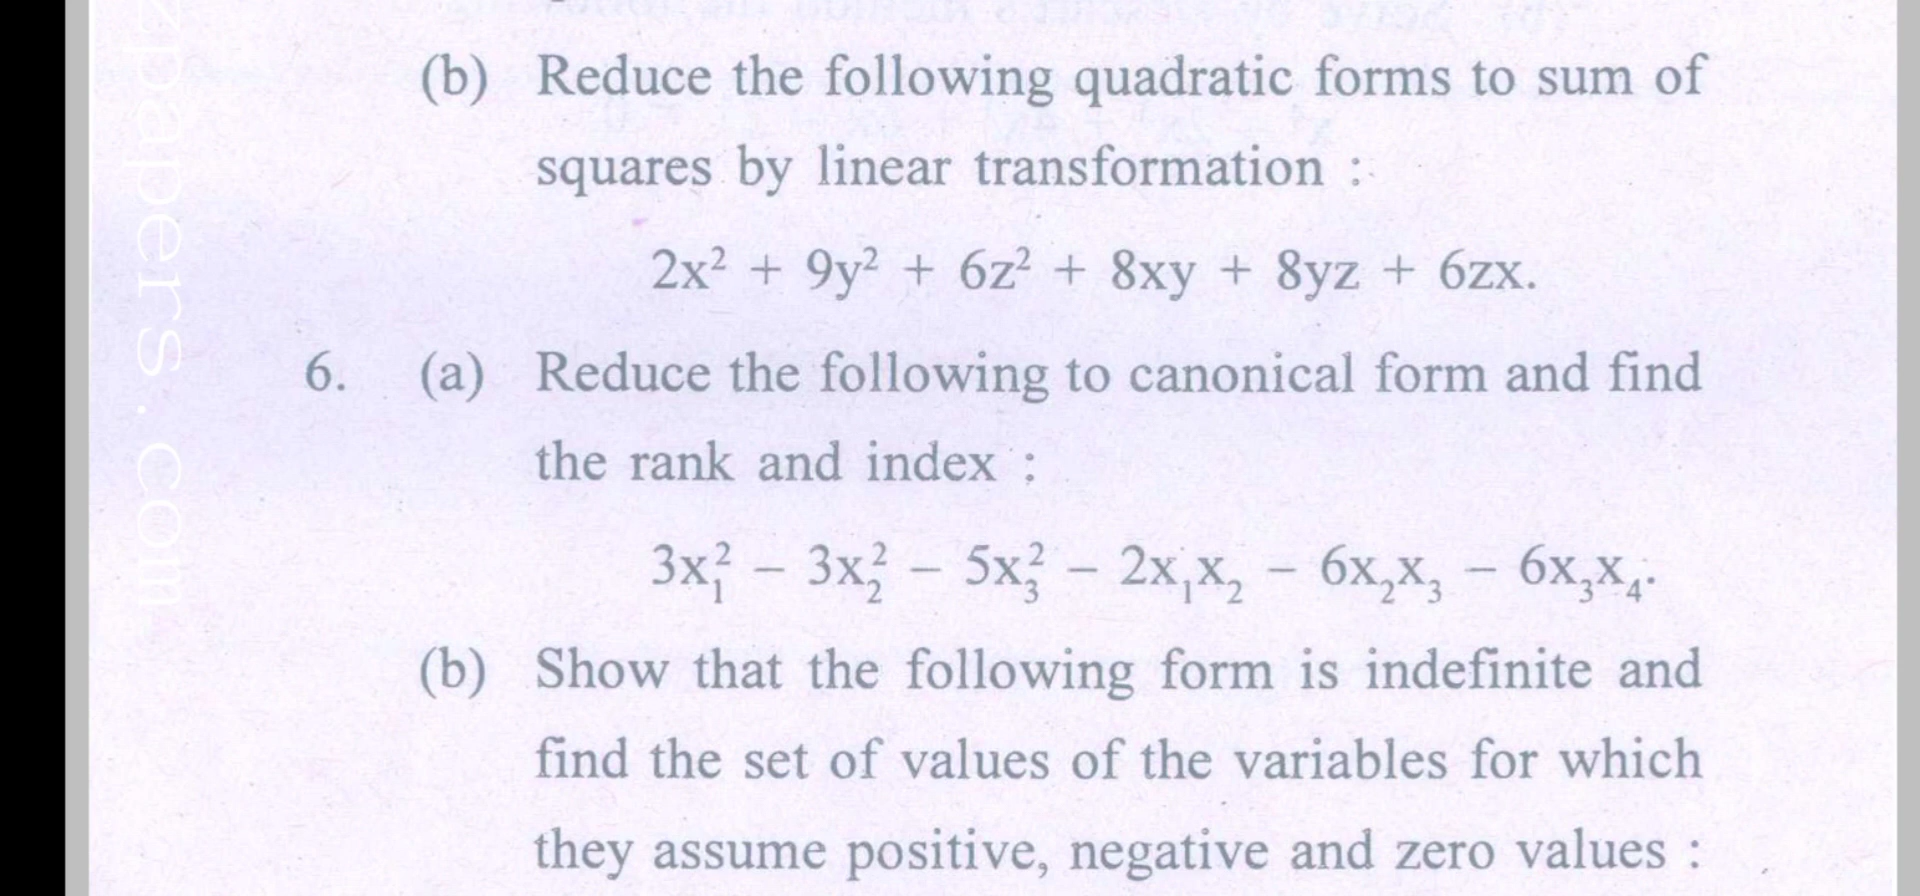 (b) Reduce the following quadratic forms to sum of
squares by linear transformation :
2x² + 9y² + 6z² + 8xy + 8yz + 6zx.
6. (a) Reduce the following to canonical form and find
the rank and index :
3x₁² – 3x₂² – 5x₃² – 2x₁x₂ – 6x₂x₃ – 6x₃x₄.
(b) Show that the following form is indefinite and
find the set of values of the variables for which
they assume positive, negative and zero values :
papers.com